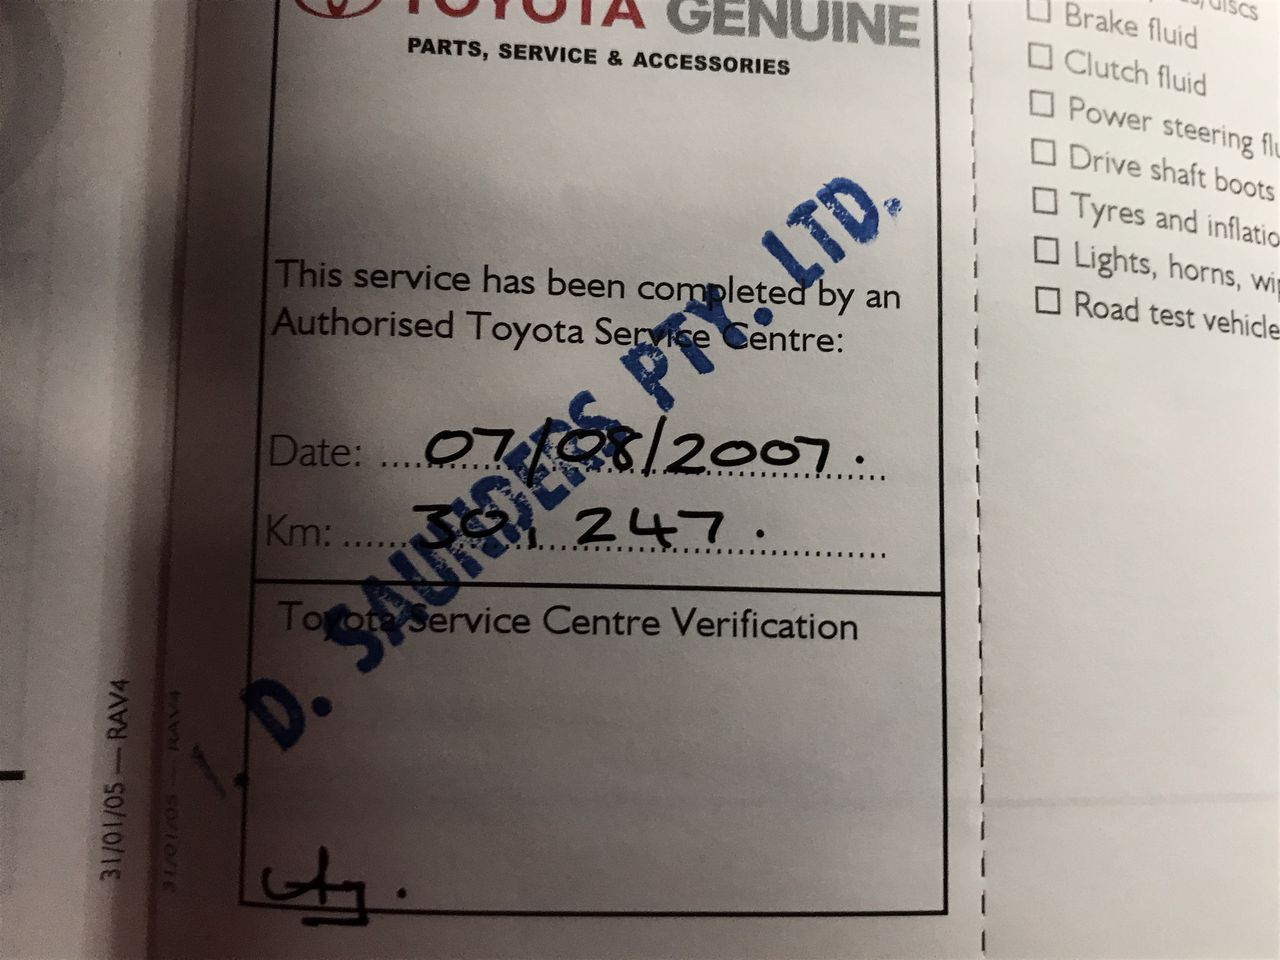 TOYOTA GENUINE
PARTS, SERVICE & ACCESSORIES
This service has been completed by an
Authorised Toyota Service Centre:
Date: 07/08/2007.
Km: 30,247.
Toyota Service Centre Verification
D. SAUNDERS PTY. LTD.
31/01/05 — RAV4
31/01/05 — RAV4
/discs
Brake fluid
Clutch fluid
Power steering flu
Drive shaft boots
Tyres and inflatio
Lights, horns, wip
Road test vehicle